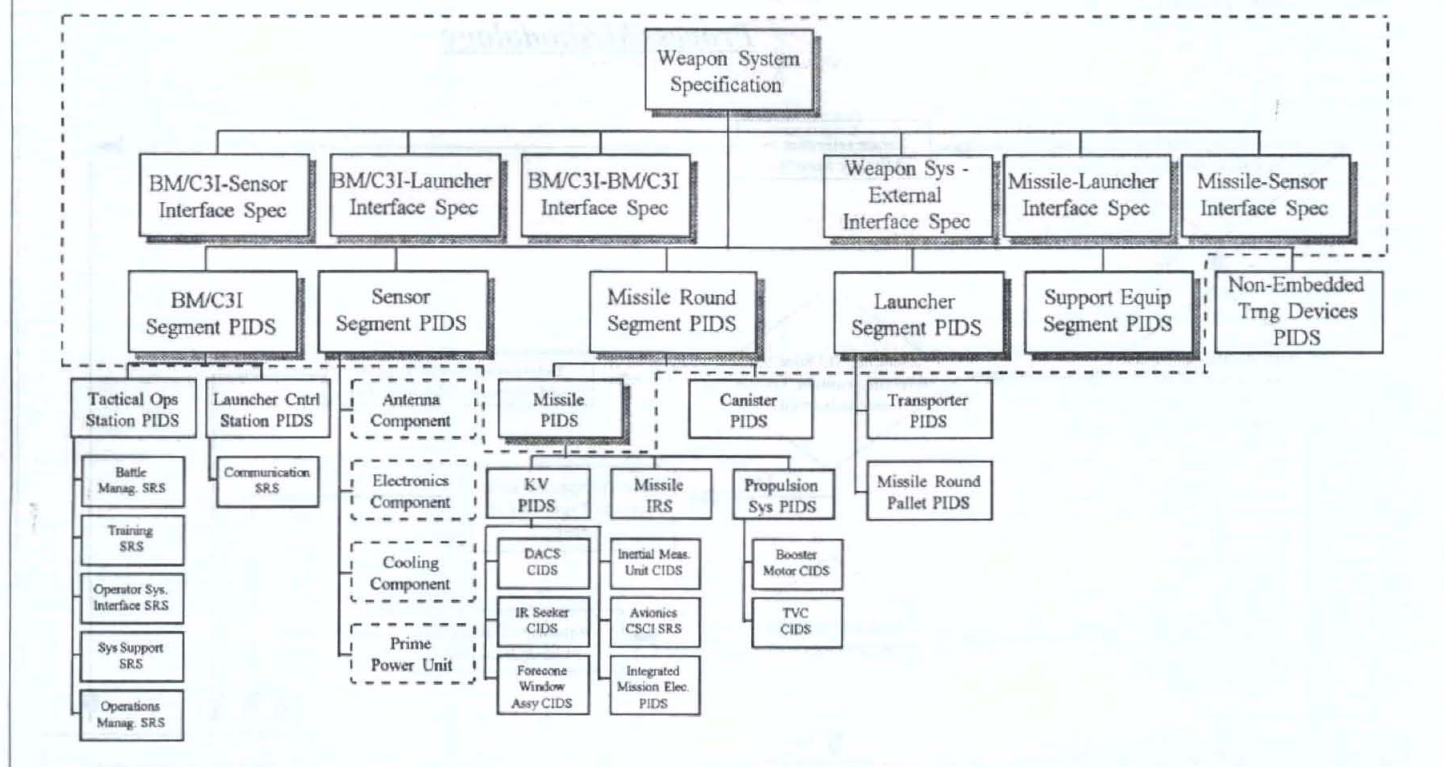 Weapon System
Specification
BM/C3I-Sensor
Interface Spec
BM/C3I-Launcher
Interface Spec
BM/C3I-BM/C3I
Interface Spec
Weapon Sys -
External
Interface Spec
Missile-Launcher
Interface Spec
Missile-Sensor
Interface Spec
BM/C3I
Segment PIDS
Sensor
Segment PIDS
Missile Round
Segment PIDS
Launcher
Segment PIDS
Support Equip
Segment PIDS
Non-Embedded
Trng Devices
PIDS
Tactical Ops
Station PIDS
Launcher Cntrl
Station PIDS
Antenna
Component
Missile
PIDS
Canister
PIDS
Transporter
PIDS
Battle
Manag. SRS
Communication
SRS
Electronics
Component
KV
PIDS
Missile
IRS
Propulsion
Sys PIDS
Missile Round
Pallet PIDS
Training
SRS
Cooling
Component
DACS
CIDS
Inertial Meas.
Unit CIDS
Booster
Motor CIDS
Operator Sys.
Interface SRS
IR Seeker
CIDS
Avionics
CSCI SRS
TVC
CIDS
Sys Support
SRS
Prime
Power Unit
Forecone
Window
Assy CIDS
Integrated
Mission Elec.
PIDS
Operations
Manag. SRS